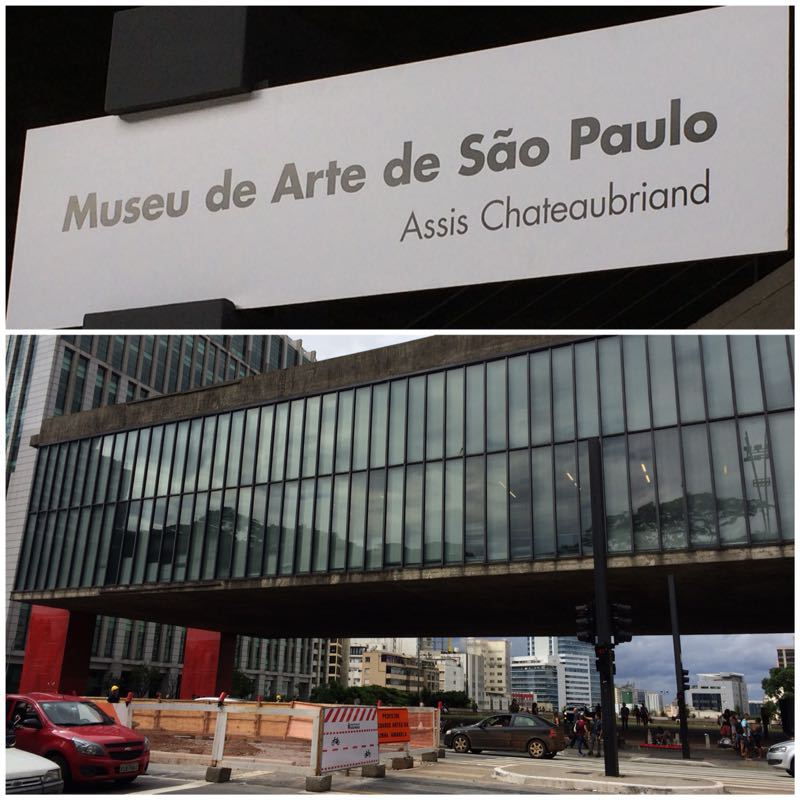 Museu de Arte de São Paulo
Assis Chateaubriand